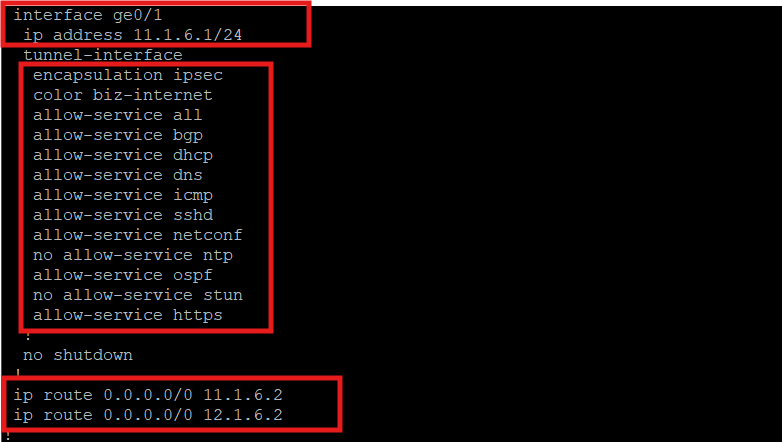 interface ge0/1
ip address 11.1.6.1/24
tunnel-interface
encapsulation ipsec
color biz-internet
allow-service all
allow-service bgp
allow-service dhcp
allow-service dns
allow-service icmp
allow-service sshd
allow-service netconf
no allow-service ntp
allow-service ospf
no allow-service stun
allow-service https
!
no shutdown
!
ip route 0.0.0.0/0 11.1.6.2
ip route 0.0.0.0/0 12.1.6.2
!